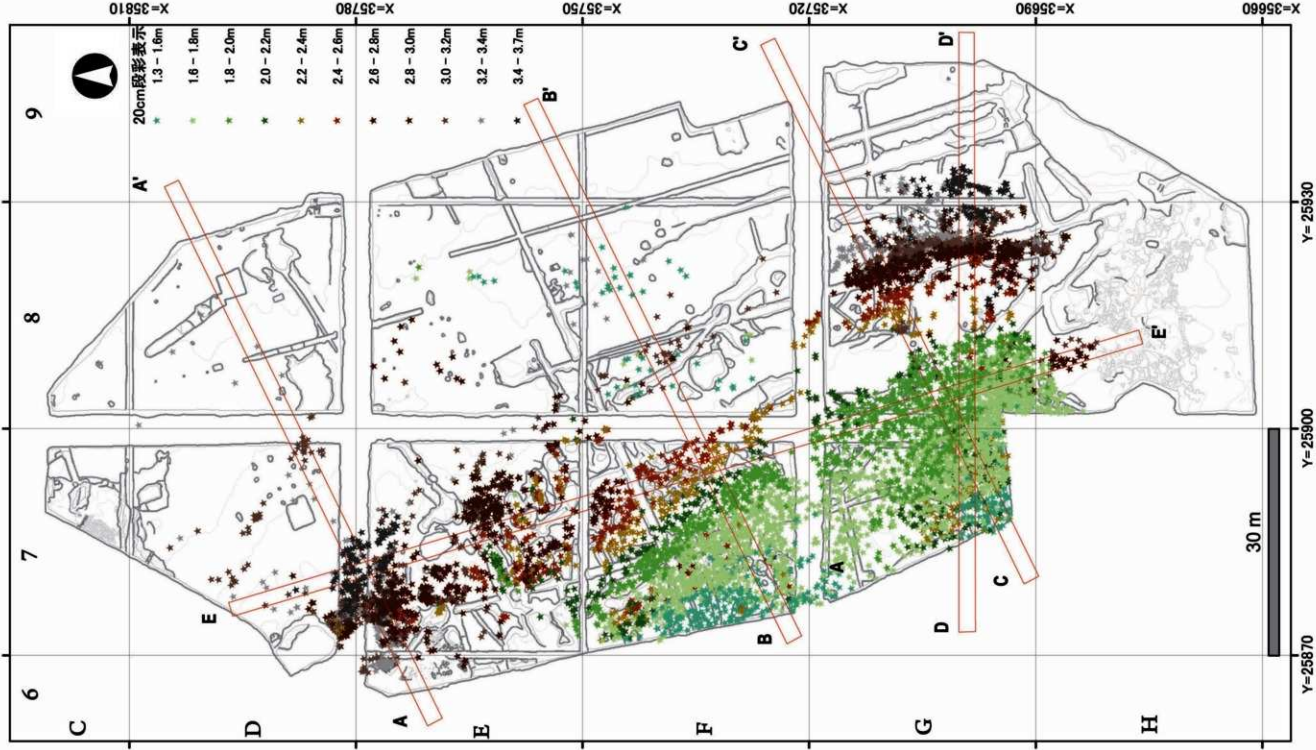 X=-35810
X=-35780
X=-35750
X=-35720
X=-35690
X=-35660
20cm段彩表示
1.3 – 1.6m
1.6 – 1.8m
1.8 – 2.0m
2.0 – 2.2m
2.2 – 2.4m
2.4 – 2.6m
2.6 – 2.8m
2.8 – 3.0m
3.0 – 3.2m
3.2 – 3.4m
3.4 – 3.7m
9
8
7
6
C
D
E
F
G
H
A'
B'
C'
D'
E'
E
A
B
A
C
D
Y=25930
Y=25900
Y=25870
30 m